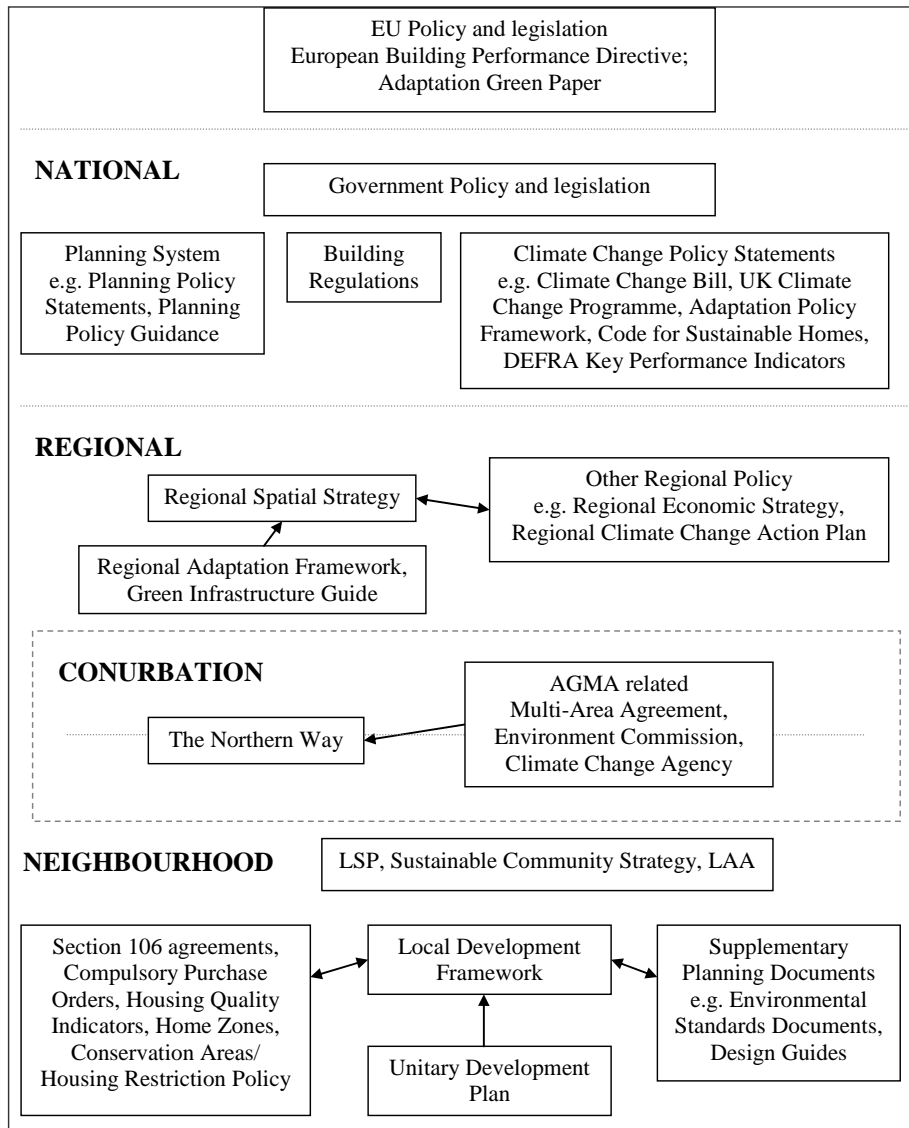 EU Policy and legislation
European Building Performance Directive;
Adaptation Green Paper
NATIONAL
Government Policy and legislation
Planning System
e.g. Planning Policy
Statements, Planning
Policy Guidance
Building
Regulations
Climate Change Policy Statements
e.g. Climate Change Bill, UK Climate
Change Programme, Adaptation Policy
Framework, Code for Sustainable Homes,
DEFRA Key Performance Indicators
REGIONAL
Regional Spatial Strategy
Other Regional Policy
e.g. Regional Economic Strategy,
Regional Climate Change Action Plan
Regional Adaptation Framework,
Green Infrastructure Guide
CONURBATION
The Northern Way
AGMA related
Multi-Area Agreement,
Environment Commission,
Climate Change Agency
NEIGHBOURHOOD
LSP, Sustainable Community Strategy, LAA
Section 106 agreements,
Compulsory Purchase
Orders, Housing Quality
Indicators, Home Zones,
Conservation Areas/
Housing Restriction Policy
Local Development
Framework
Unitary Development
Plan
Supplementary
Planning Documents
e.g. Environmental
Standards Documents,
Design Guides